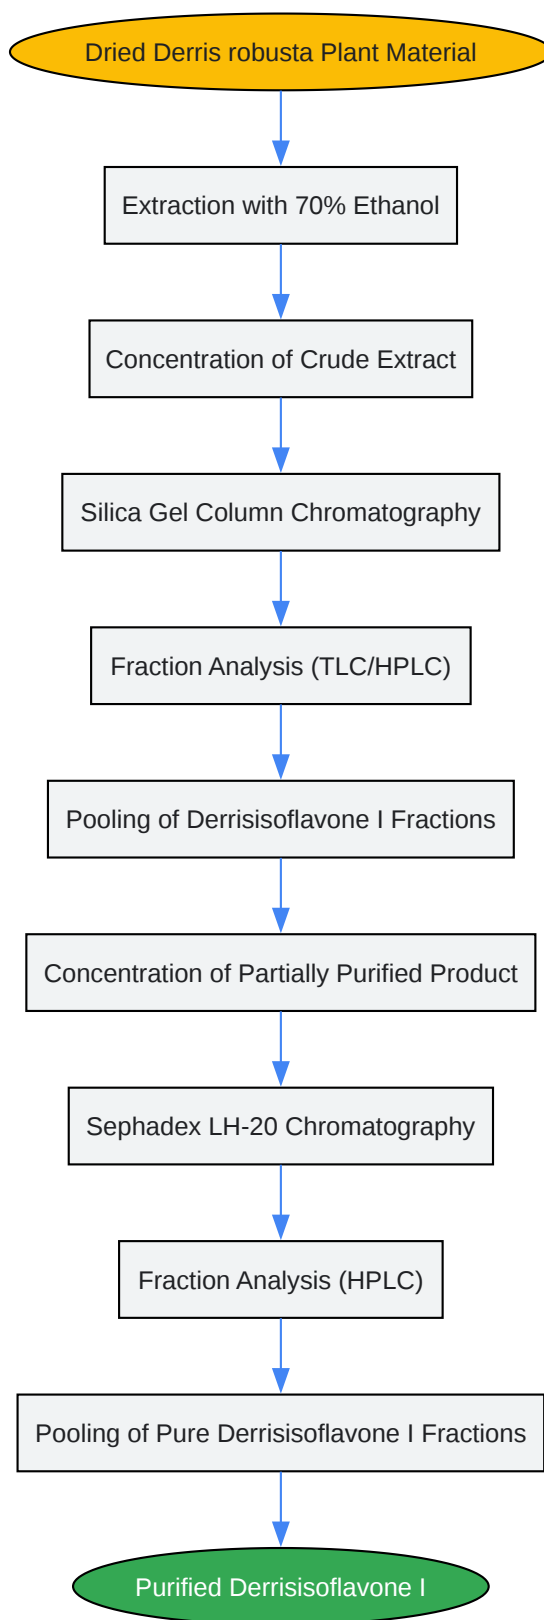 Dried Derris robusta Plant Material
Extraction with 70% Ethanol
Concentration of Crude Extract
Silica Gel Column Chromatography
Fraction Analysis (TLC/HPLC)
Pooling of Derrisisoflavone I Fractions
Concentration of Partially Purified Product
Sephadex LH-20 Chromatography
Fraction Analysis (HPLC)
Pooling of Pure Derrisisoflavone I Fractions
Purified Derrisisoflavone I